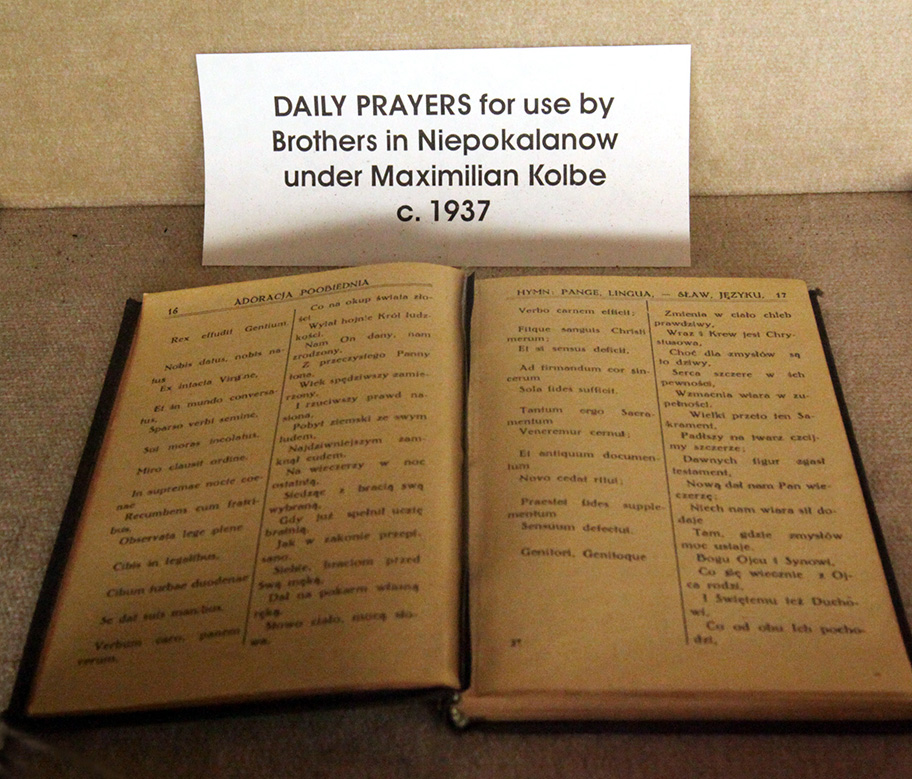 DAILY PRAYERS for use by
Brothers in Niepokalanow
under Maximilian Kolbe
c. 1937
16 ADORACJA POOBIEDNIA
Rex effudit Gentium
Nobis datus, nobis na-
tus
Ex intacta Virgine,
Et in mundo conversa-
tus,
Sparso verbi semine,
Sui moras incolatus,
Miro clausit ordine.
In supremae nocte coe-
nae
Recumbens cum fratri-
bus,
Observata lege plene
Cibis in legalibus,
Cibum turbae duodenae
Se dat suis manibus.
Verbum caro, panem
verum,
Co na okup świata zło-
żeł
Wylał hojnie Król ludz-
kości.
Nam On dany, nam
zrodzony,
Z przeczystego Panny
łona,
Wiek spędziwszy zamie-
rzony,
I rzuciwszy prawd na-
siona,
Pobyt ziemski ze swym
ludem,
Najdziwniejszym zam-
knął cudem.
Na wieczerzy w noc
ostatnią,
Siedząc z bracią swą
wybraną,
Gdy już spełnił ucztę
bratnią,
Jak w zakonie przepi-
sano,
Siebie, braciom przed
swą męką,
Dał na pokarm własną
ręką.
Słowo ciało, mocą sło-
wa,
HYMN: PANGE, LINGUA, — SŁAW, JĘZYKU, 17
Verbo carnem efficit;
Fitque sanguis Christi
merum;
Et si sensus deficit,
Ad firmandum cor sin-
cerum
Sola fides sufficit.
Tantum ergo Sacra-
mentum
Veneremur cernui;
Et antiquum documen-
tum
Novo cedat ritui;
Praestet fides supple-
mentum
Sensuum defectui.
Genitori, Genitoque
Zmienia w ciało chleb
prawdziwy,
Wraz i Krew jest Chry-
stusowa,
Choć dla zmysłów są
to dziwy,
Serca szczere w tej
pewności,
Wzmacnia wiara w zu-
pełności.
Wielki przeto ten Sa-
krament,
Padłszy na twarz czcij-
my szczerze;
Dawnych figur zgasł
testament,
Nową dał nam Pan wie-
czerzę;
Niech nam wiara sił do-
daje
Tam, gdzie zmysłów
moc ustaje.
Bogu Ojcu i Synowi,
Co się wiecznie z Oj-
ca rodzi,
I Świętemu też Ducho-
wi,
Co od obu Ich pocho-
dzi,